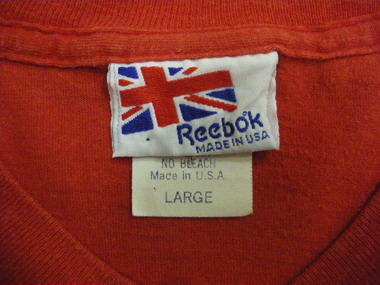 Reebok
MADE IN USA
NO BLEACH
Made in U.S.A.
LARGE